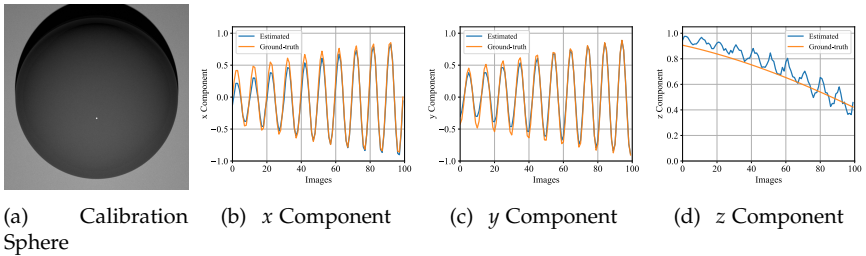 Estimated
Ground-truth
x Component
1.0
0.5
0.0
−0.5
−1.0
0 20 40 60 80 100
Images
Estimated
Ground-truth
y Component
1.0
0.5
0.0
−0.5
−1.0
0 20 40 60 80 100
Images
Estimated
Ground-truth
z Component
1.0
0.8
0.6
0.4
0.2
0.0
0 20 40 60 80 100
Images
(a) Calibration
Sphere
(b) x Component
(c) y Component
(d) z Component